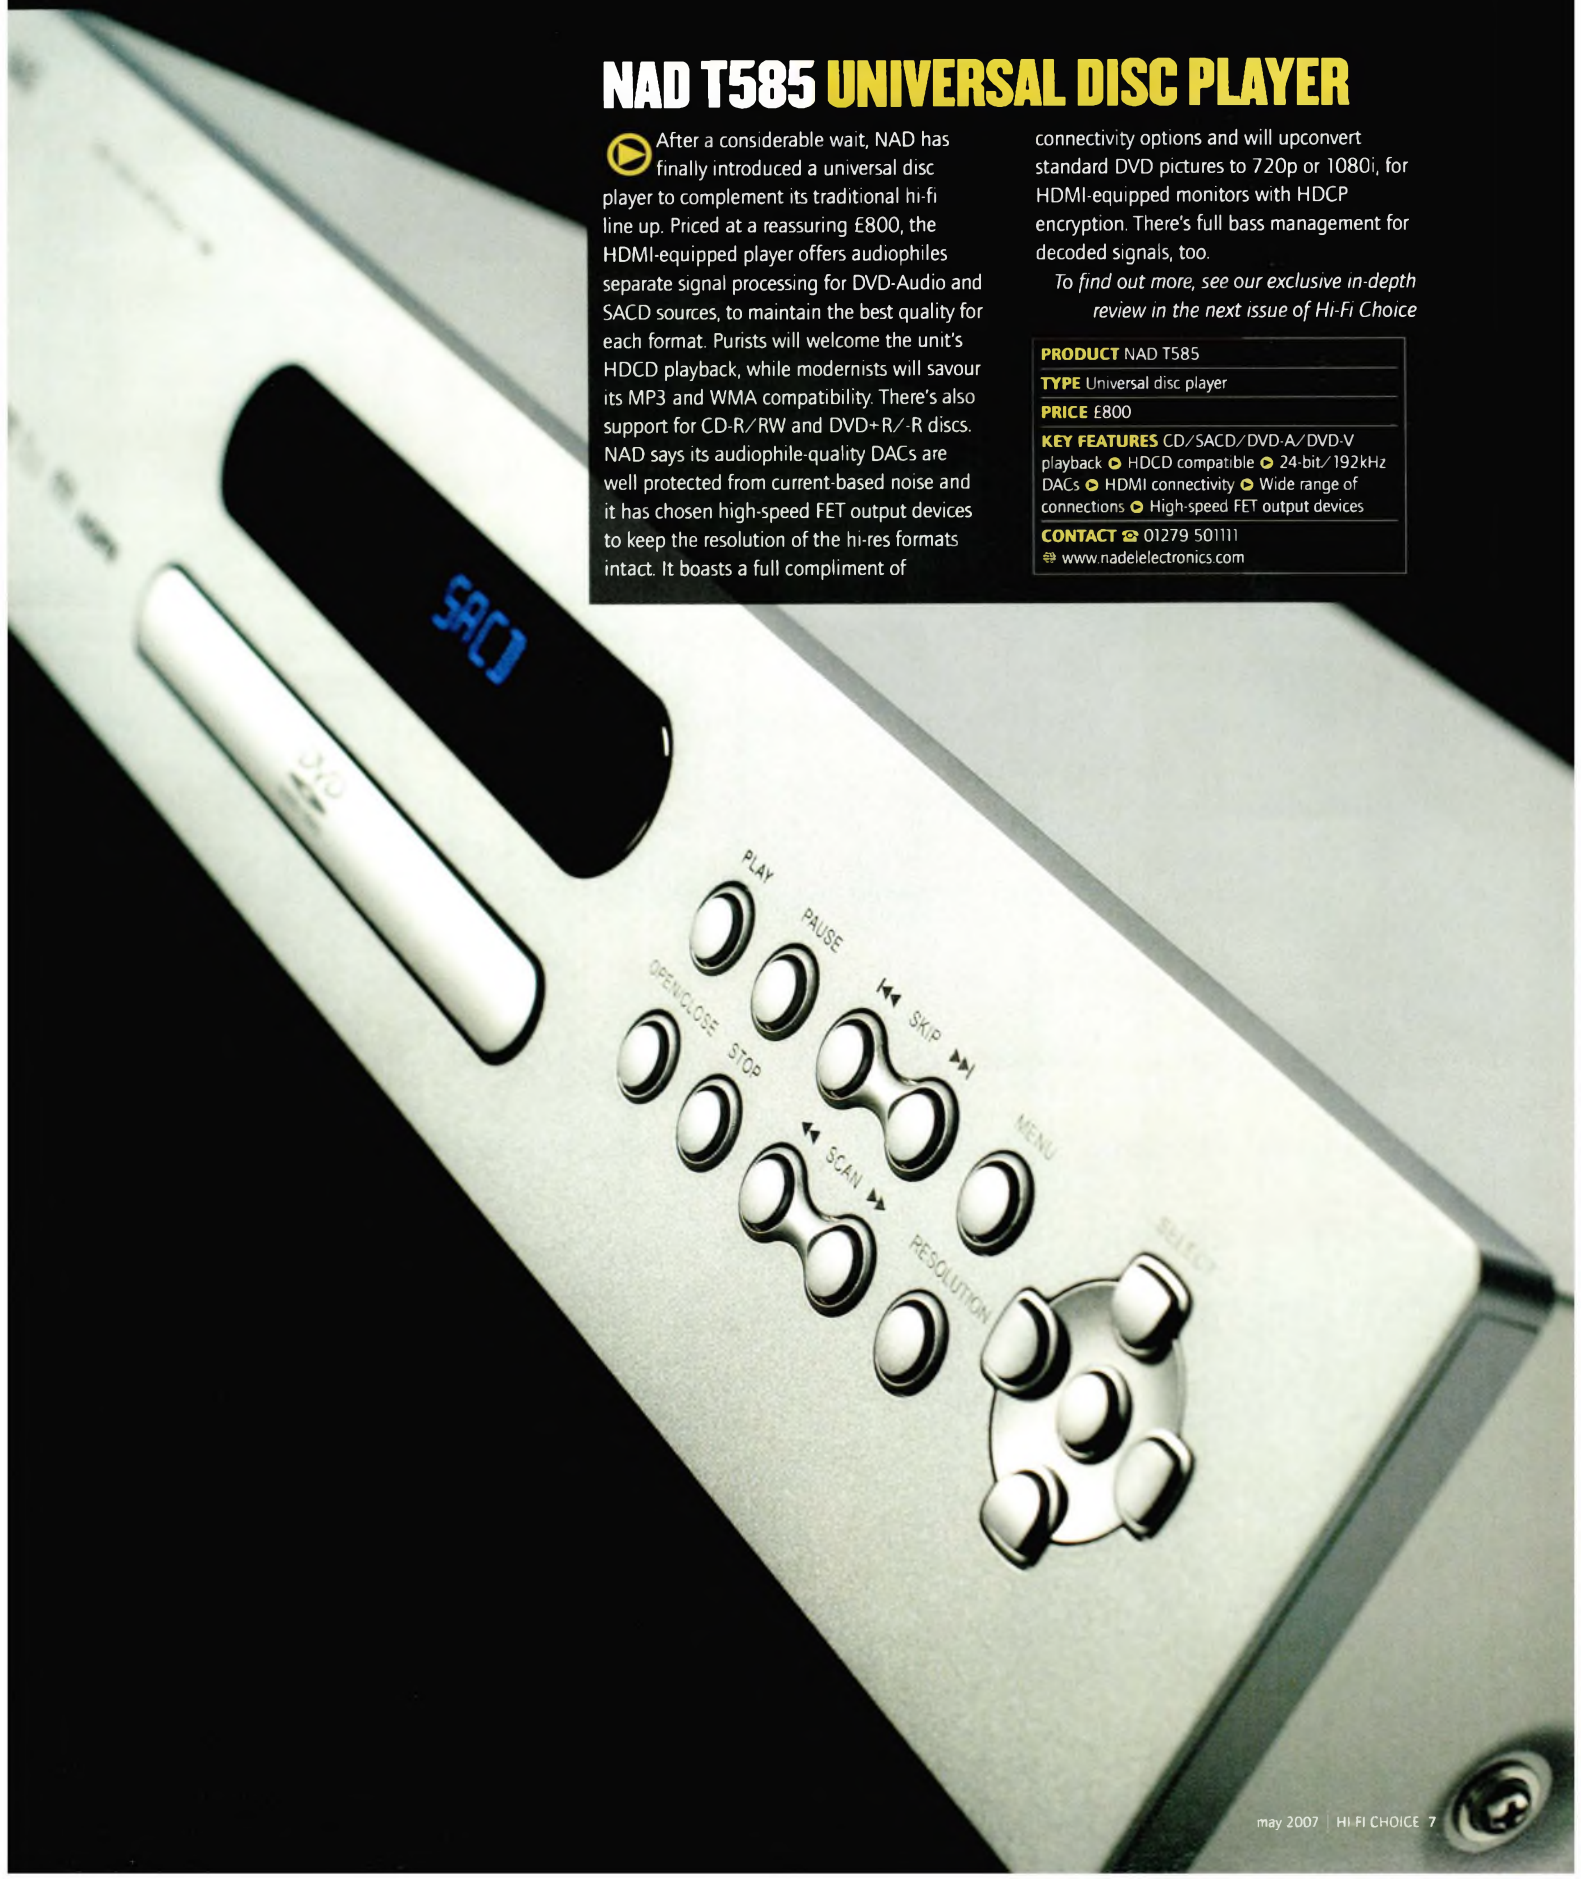 NAD T585 UNIVERSAL DISC PLAYER
After a considerable wait, NAD has
finally introduced a universal disc
player to complement its traditional hi-fi
line up. Priced at a reassuring £800, the
HDMI-equipped player offers audiophiles
separate signal processing for DVD-Audio and
SACD sources, to maintain the best quality for
each format. Purists will welcome the unit's
HDCD playback, while modernists will savour
its MP3 and WMA compatibility. There's also
support for CD-R/RW and DVD+R/-R discs.
NAD says its audiophile-quality DACs are
well protected from current-based noise and
it has chosen high-speed FET output devices
to keep the resolution of the hi-res formats
intact. It boasts a full compliment of
connectivity options and will upconvert
standard DVD pictures to 720p or 1080i, for
HDMI-equipped monitors with HDCP
encryption. There's full bass management for
decoded signals, too.
To find out more, see our exclusive in-depth
review in the next issue of Hi-Fi Choice
PRODUCT NAD T585
TYPE Universal disc player
PRICE £800
KEY FEATURES CD/SACD/DVD-A/DVD-V
playback HDCD compatible 24-bit/192kHz
DACs HDMI connectivity Wide range of
connections High-speed FET output devices
CONTACT ☎ 01279 501111
www.nadelelectronics.com
SACD
DVD
PLAY
PAUSE
OPEN/CLOSE
STOP
SKIP
SCAN
MENU
RESOLUTION
SELECT
may 2007 | HI-FI CHOICE 7